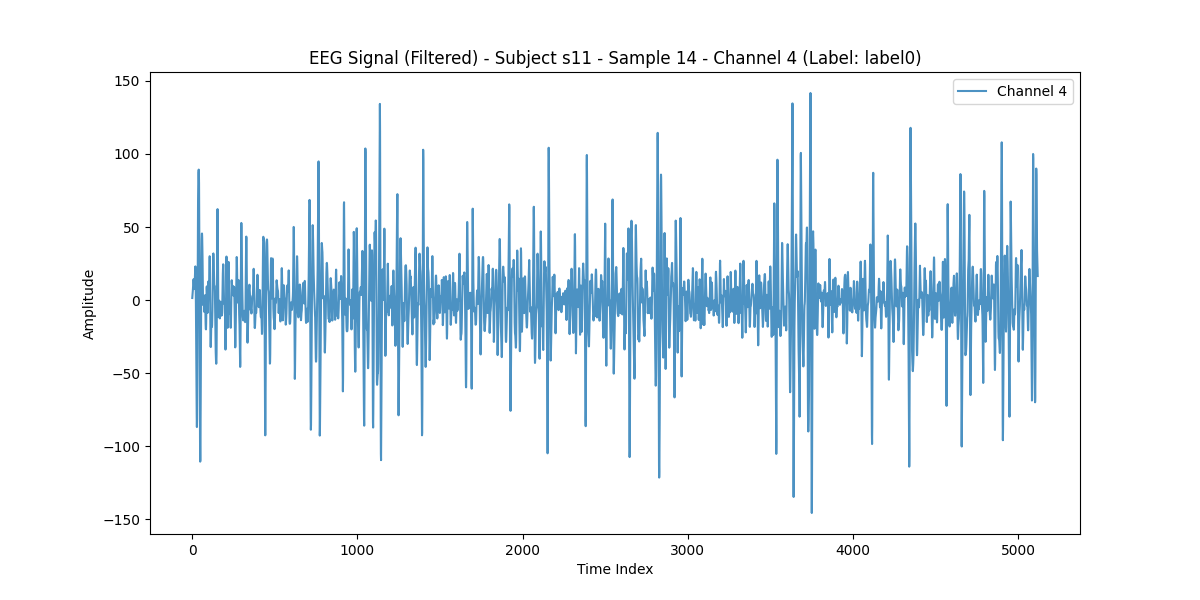 EEG Signal (Filtered) - Subject s11 - Sample 14 - Channel 4 (Label: label0)
Channel 4
150
100
50
0
−50
−100
−150
Amplitude
0 1000 2000 3000 4000 5000
Time Index